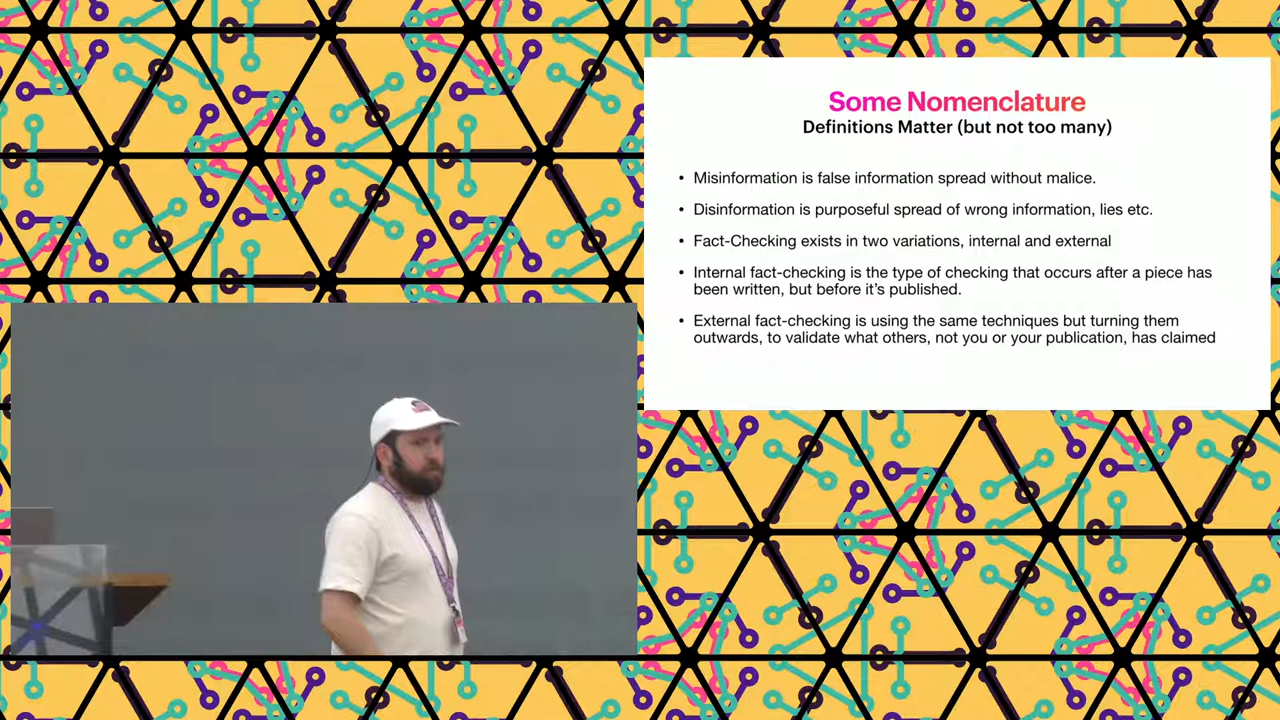 Some Nomenclature
Definitions Matter (but not too many)
• Misinformation is false information spread without malice.
• Disinformation is purposeful spread of wrong information, lies etc.
• Fact-Checking exists in two variations, internal and external
• Internal fact-checking is the type of checking that occurs after a piece has
been written, but before it’s published.
• External fact-checking is using the same techniques but turning them
outwards, to validate what others, not you or your publication, has claimed